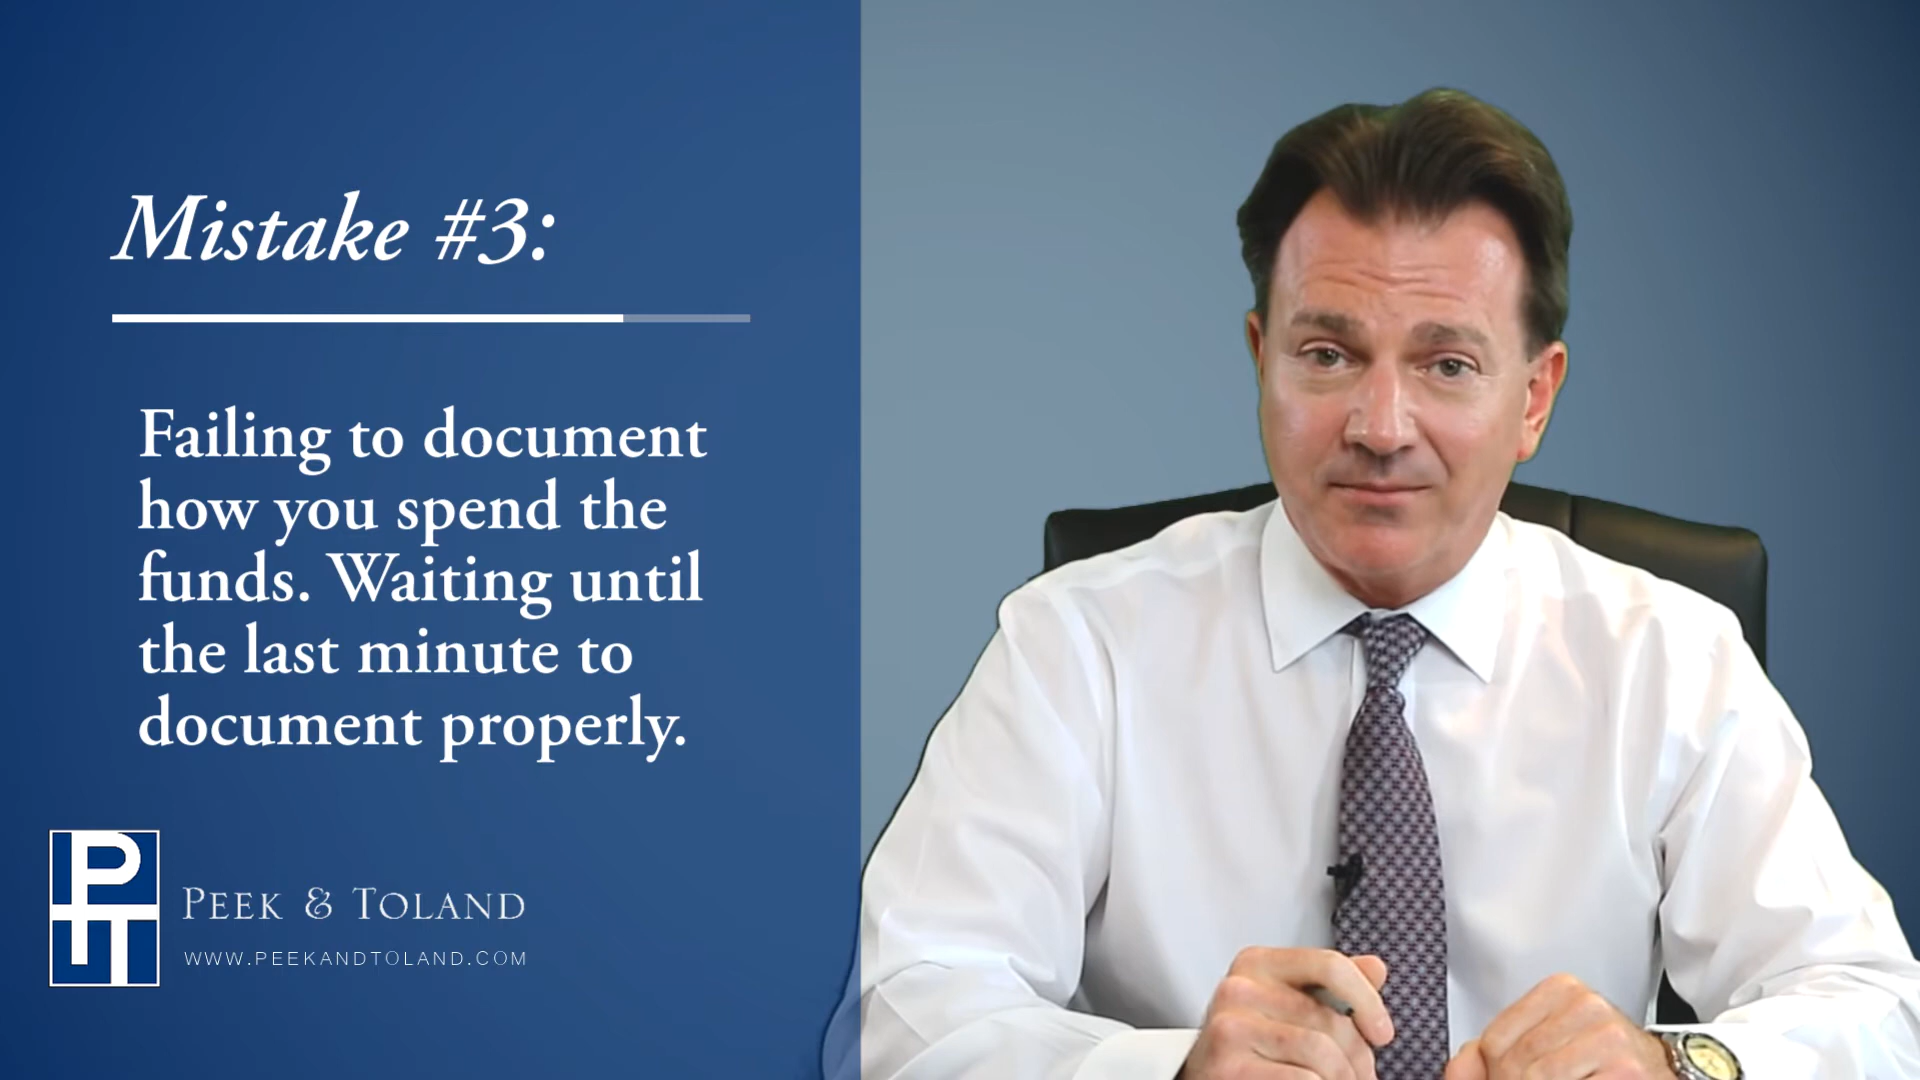 Mistake #3:
Failing to document
how you spend the
funds. Waiting until
the last minute to
document properly.
PT
PEEK & TOLAND
WWW.PEEKANDTOLAND.COM